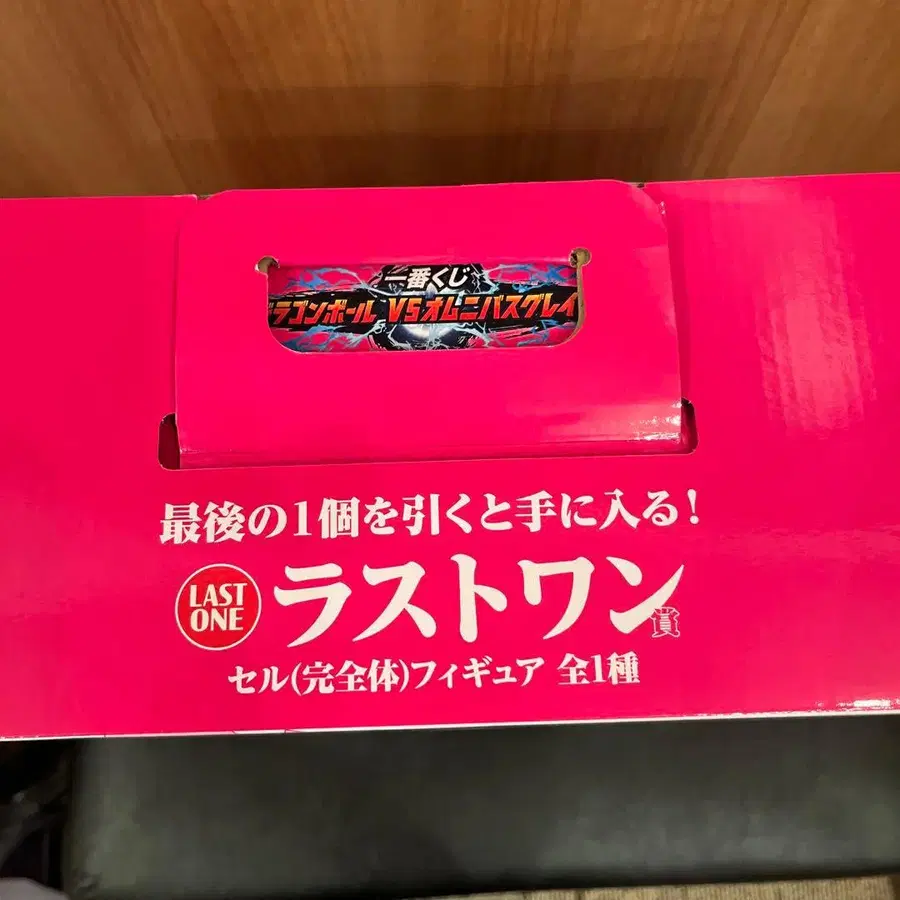 一番くじ
ラゴンボール VSオムニバスグレイ
最後の1個を引くと手に入る!
LAST ONE ラストワン賞
セル(完全体)フィギュア 全1種